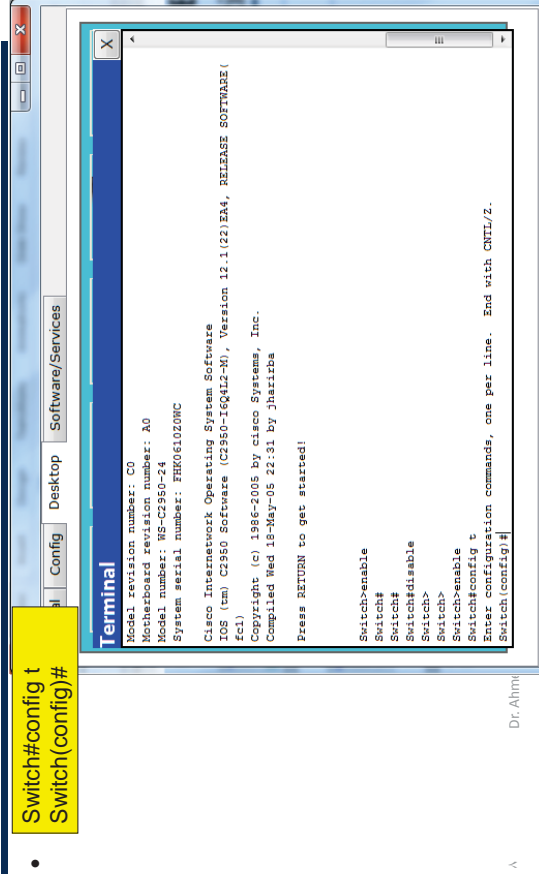 •
Switch#config t
Switch(config)#
Config
Desktop
Software/Services
Terminal
X
Model revision number: C0
Motherboard revision number: A0
Model number: WS-C2950-24
System serial number: FHK0610Z0WC
Cisco Internetwork Operating System Software
IOS (tm) C2950 Software (C2950-I6Q4L2-M), Version 12.1(22)EA4, RELEASE SOFTWARE(
fc1)
Copyright (c) 1986-2005 by cisco Systems, Inc.
Compiled Wed 18-May-05 22:31 by jharirba
Press RETURN to get started!
Switch>enable
Switch#
Switch#
Switch#disable
Switch>
Switch>
Switch>enable
Switch#config t
Enter configuration commands, one per line.  End with CNTL/Z.
Switch(config)#
Dr. Ahme